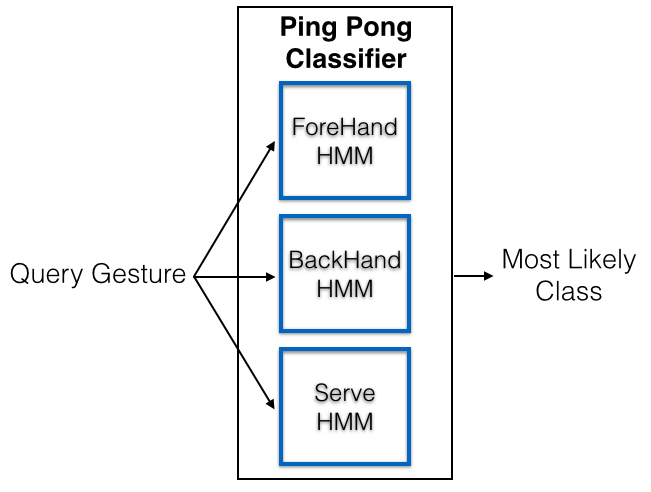 Ping Pong
Classifier
ForeHand
HMM
Query Gesture
BackHand
HMM
Most Likely
Class
Serve
HMM